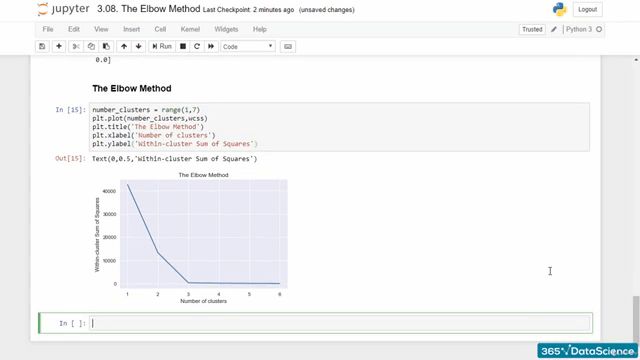 jupyter 3.08. The Elbow Method Last Checkpoint: 2 minutes ago (unsaved changes) Logout
File Edit View Insert Cell Kernel Widgets Help Trusted Python 3
Run Code
0.0]
The Elbow Method
In [15]: number_clusters = range(1,7)
plt.plot(number_clusters,wcss)
plt.title('The Elbow Method')
plt.xlabel('Number of clusters')
plt.ylabel('Within-cluster Sum of Squares')
Out[15]: Text(0,0.5,'Within-cluster Sum of Squares')
The Elbow Method
Within-cluster Sum of Squares
40000
30000
20000
10000
0
1 2 3 4 5 6
Number of clusters
In [ ]:
365 DataScience